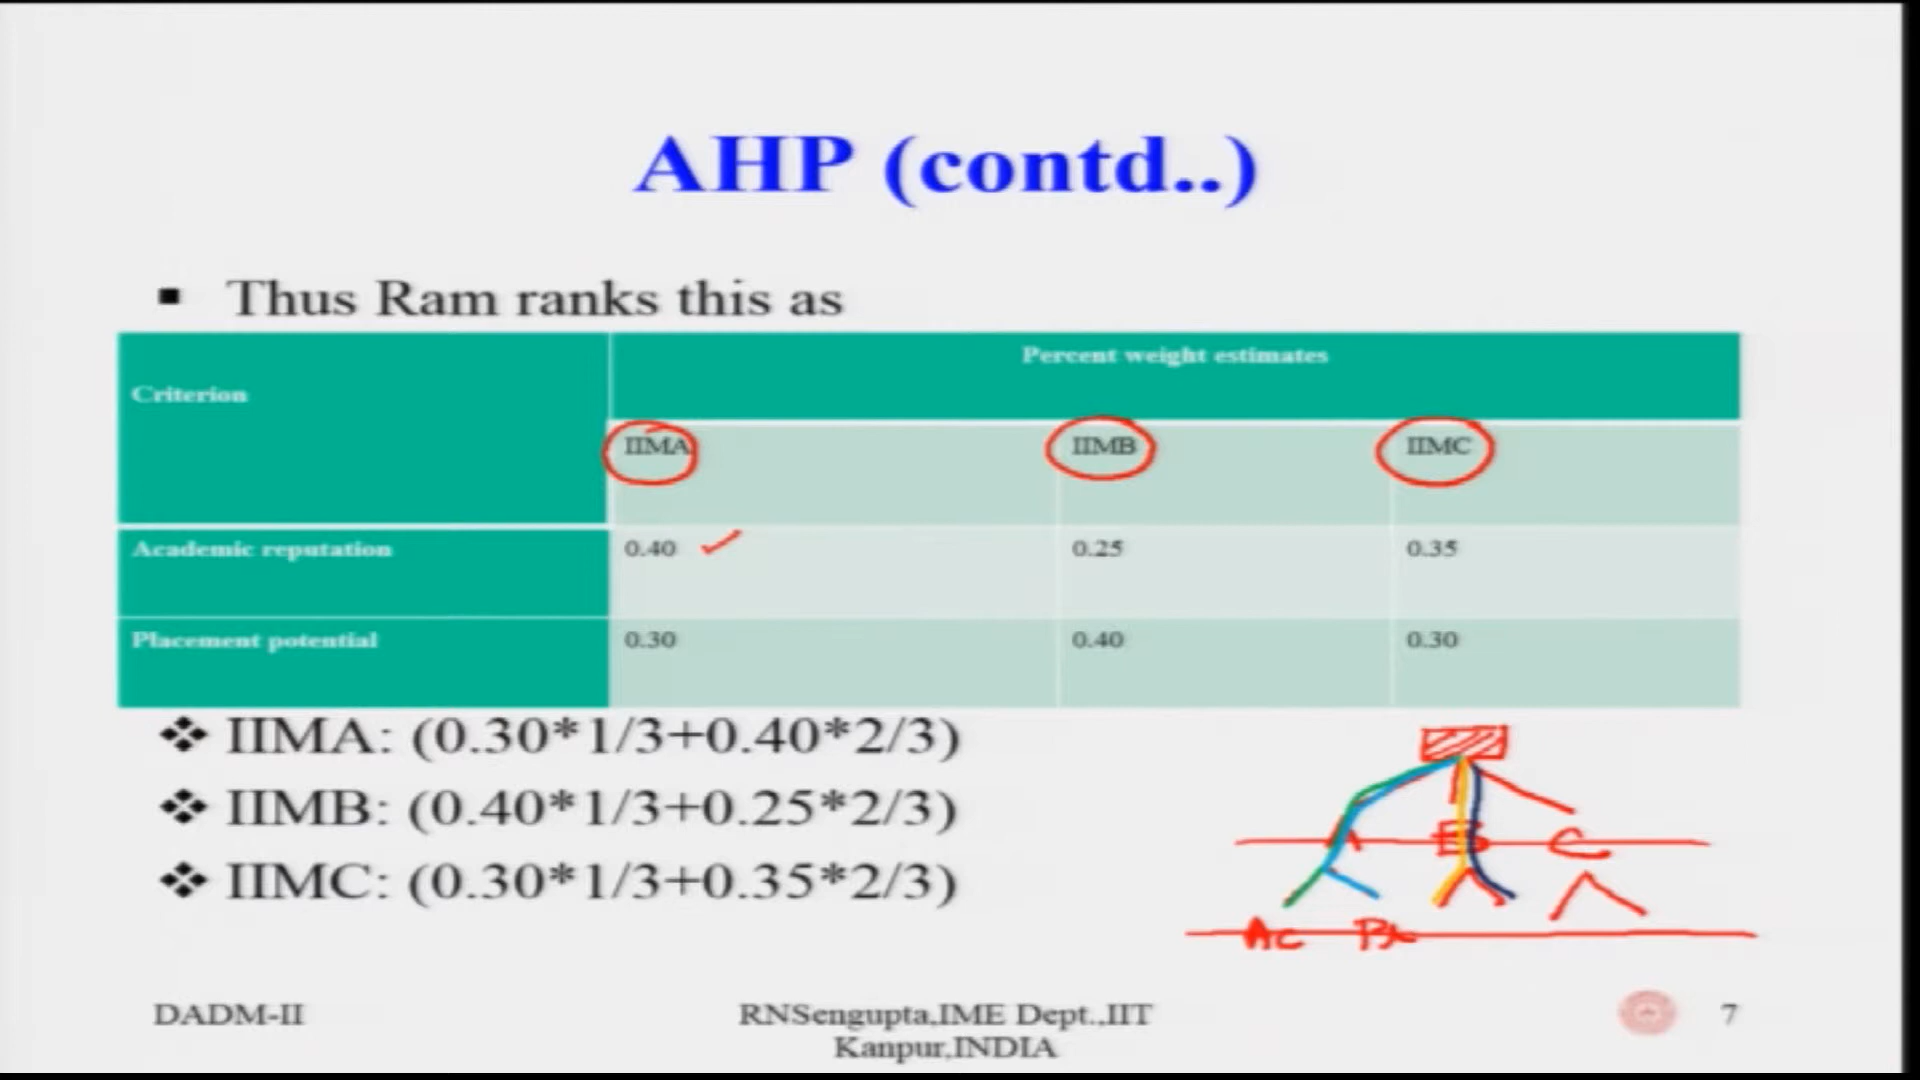 AHP (contd..)
▪ Thus Ram ranks this as
Criterion
Percent weight estimates
IIMA IIMB IIMC
Academic reputation 0.40 0.25 0.35
Placement potential 0.30 0.40 0.30
❖ IIMA: (0.30*1/3+0.40*2/3)
❖ IIMB: (0.40*1/3+0.25*2/3)
❖ IIMC: (0.30*1/3+0.35*2/3)
A B C
Ac
DADM-II
RNSengupta,IME Dept.,IIT
Kanpur,INDIA
7